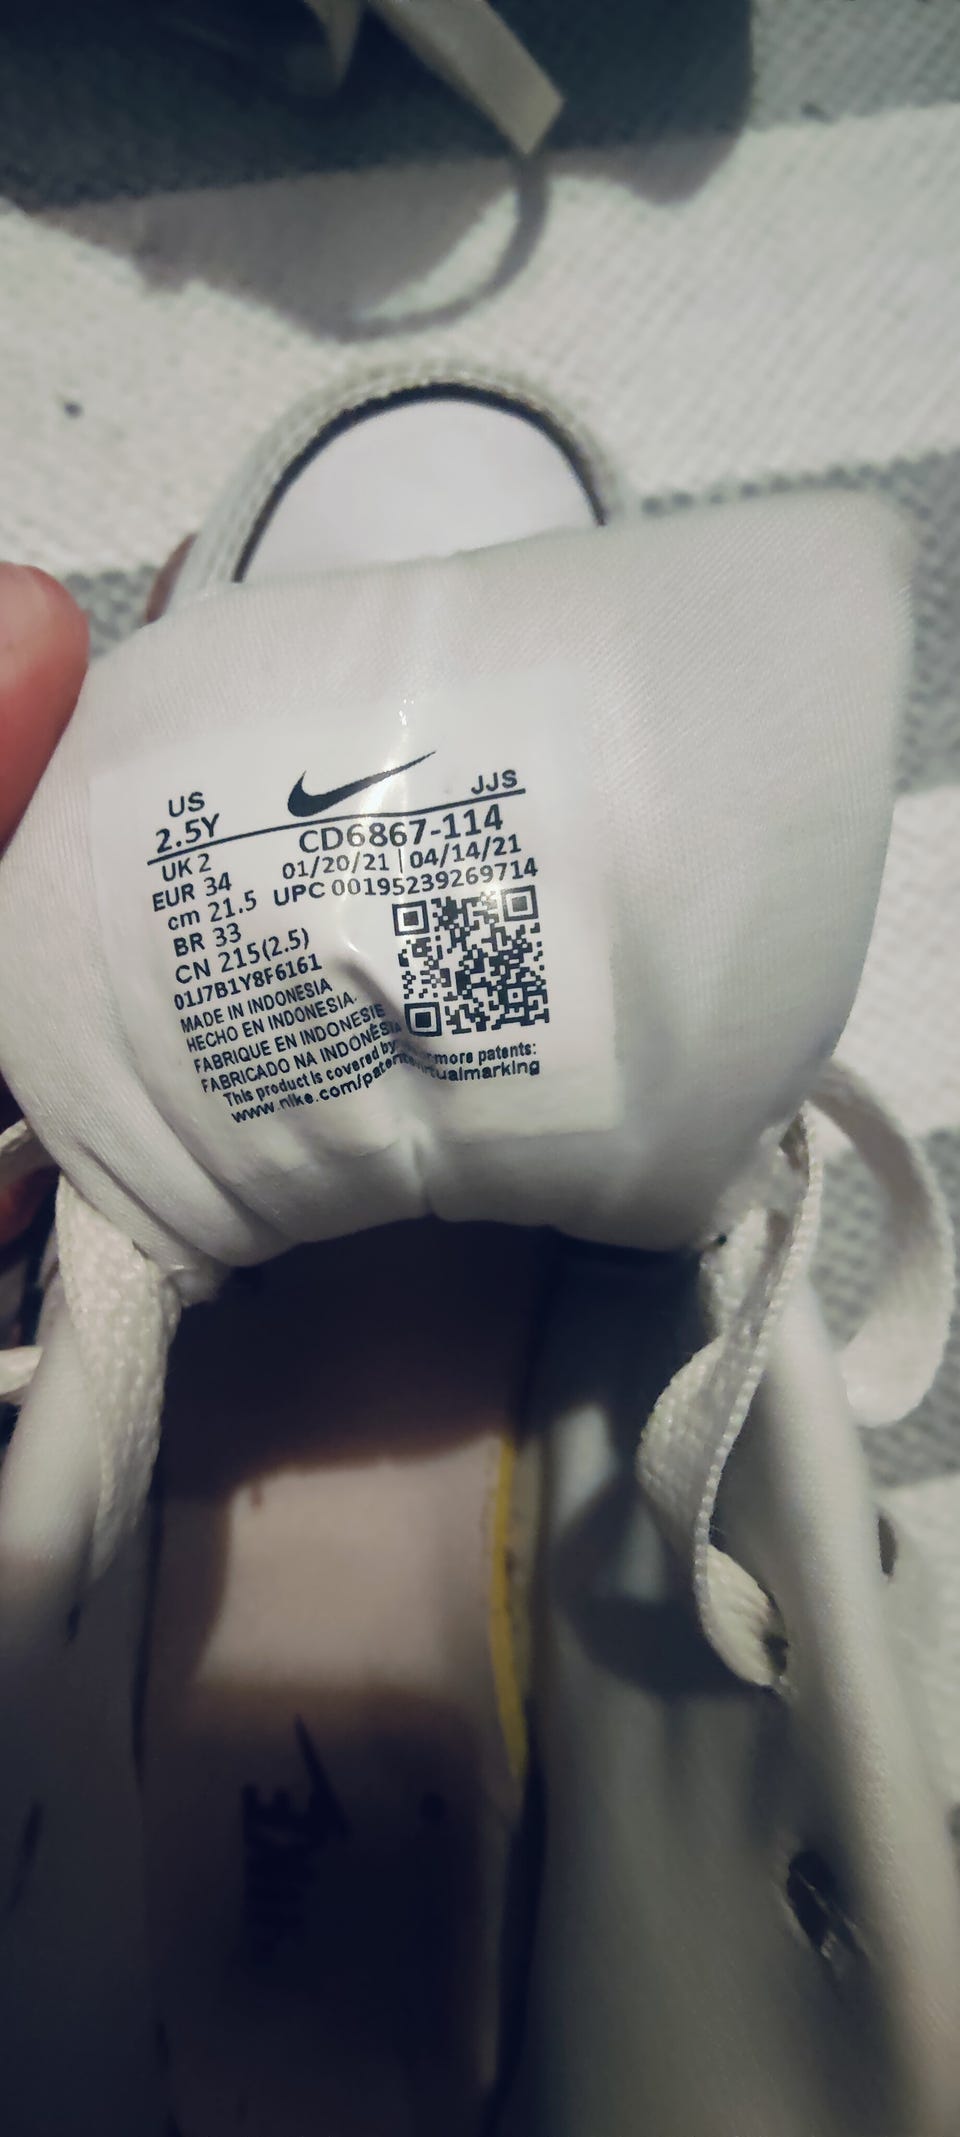 US
2.5Y
JJS
CD6867-114
UK 2
01/20/21 | 04/14/21
EUR 34
UPC 00195239269714
cm 21.5
BR 33
CN 215(2.5)
01J7B1Y8F6161
MADE IN INDONESIA
HECHO EN INDONESIA.
FABRIQUE EN INDONESIE
FABRICADO NA INDONÉSIA
This product is covered by more patents:
www.nike.com/patents
NIKE